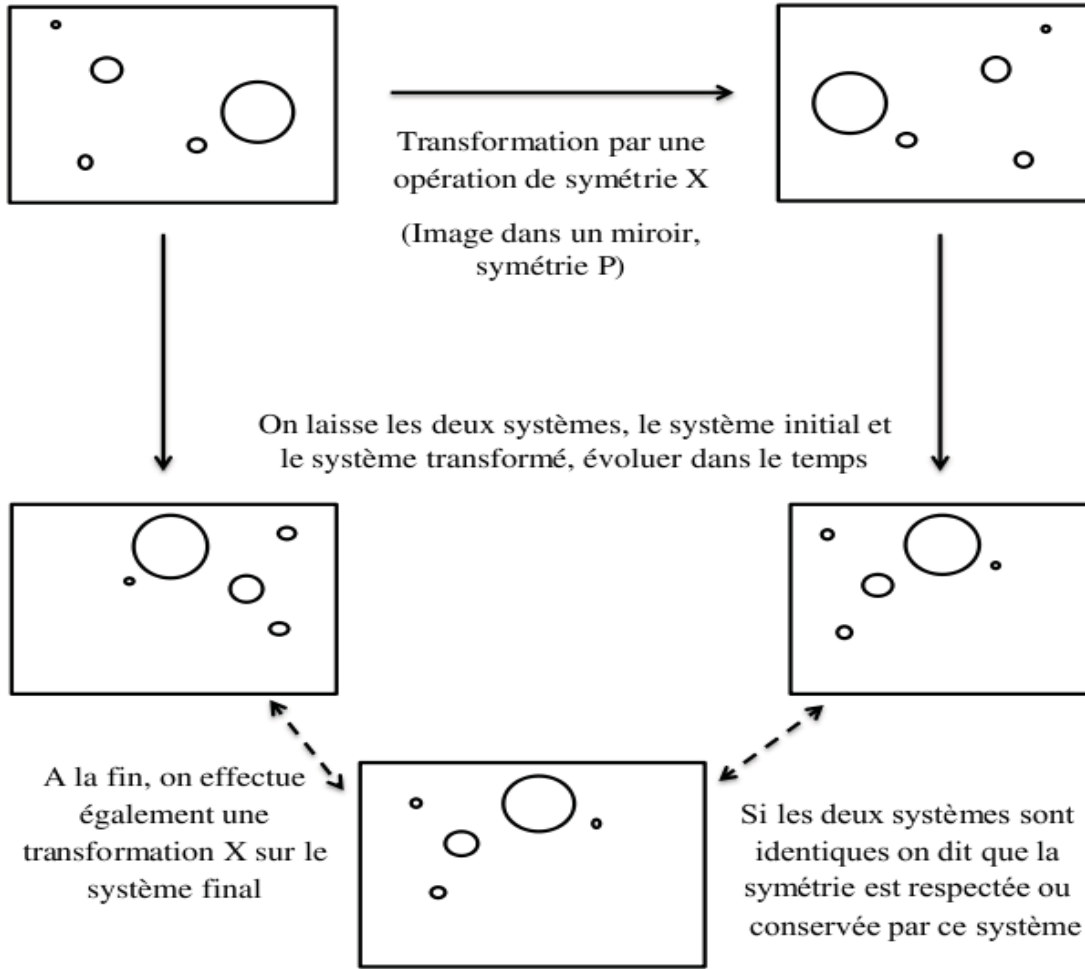 Transformation par une
opération de symétrie X
(Image dans un miroir,
symétrie P)
On laisse les deux systèmes, le système initial et
le système transformé, évoluer dans le temps
A la fin, on effectue
également une
transformation X sur le
système final
Si les deux systèmes sont
identiques on dit que la
symétrie est respectée ou
conservée par ce système